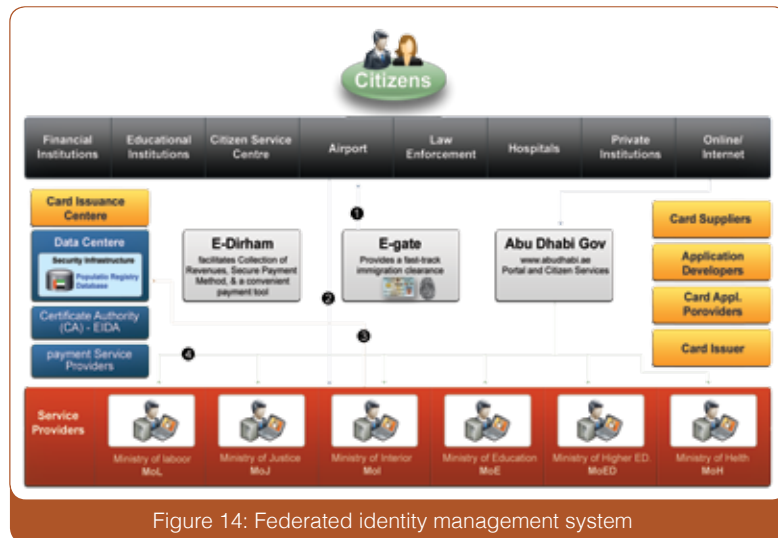 Citizens
Financial Institutions
Educational Institutions
Citizen Service Centre
Airport
Law Enforcement
Hospitals
Private Institutions
Online/ Internet
Card Issuance Centere
Data Centere
Security Infrastructure
Populatio Registry Database
Certificate Authority (CA) - EIDA
payment Service Providers
E-Dirham
facilitates Collection of
Revenues, Secure Payment
Method, & a convenient
payment tool
1
E-gate
Provides a fast-track
immigration clearance
Abu Dhabi Gov
www.abudhabi.ae
Portal and Citizen Services
Card Suppliers
Application Developers
Card Appl. Poroviders
Card Issuer
2
3
4
Service Providers
Ministry of laboor
MoL
Ministry of Justice
MoJ
Ministry of Interior
MoI
Ministry of Education
MoE
Ministry of Higher ED.
MoED
Ministry of Helth
MoH
Figure 14: Federated identity management system